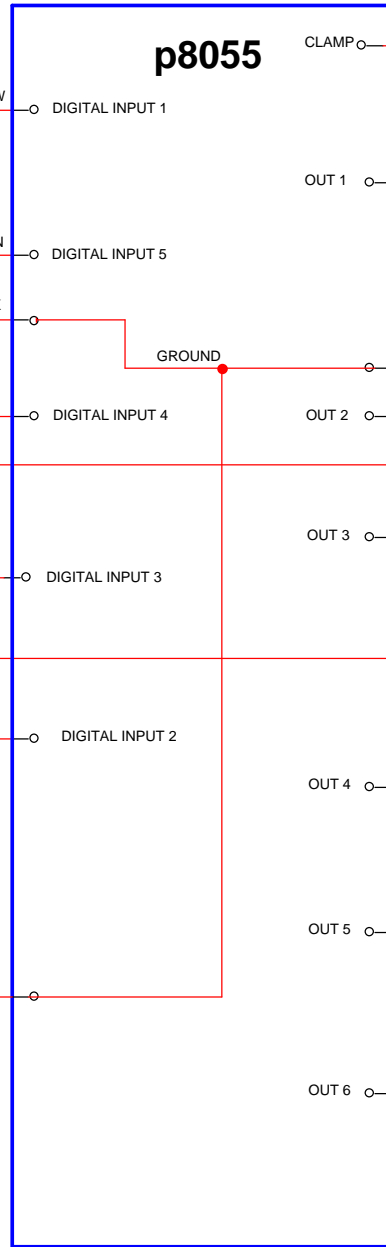 p8055
CLAMP
DIGITAL INPUT 1
OUT 1
DIGITAL INPUT 5
GROUND
DIGITAL INPUT 4
OUT 2
OUT 3
DIGITAL INPUT 3
DIGITAL INPUT 2
OUT 4
OUT 5
OUT 6